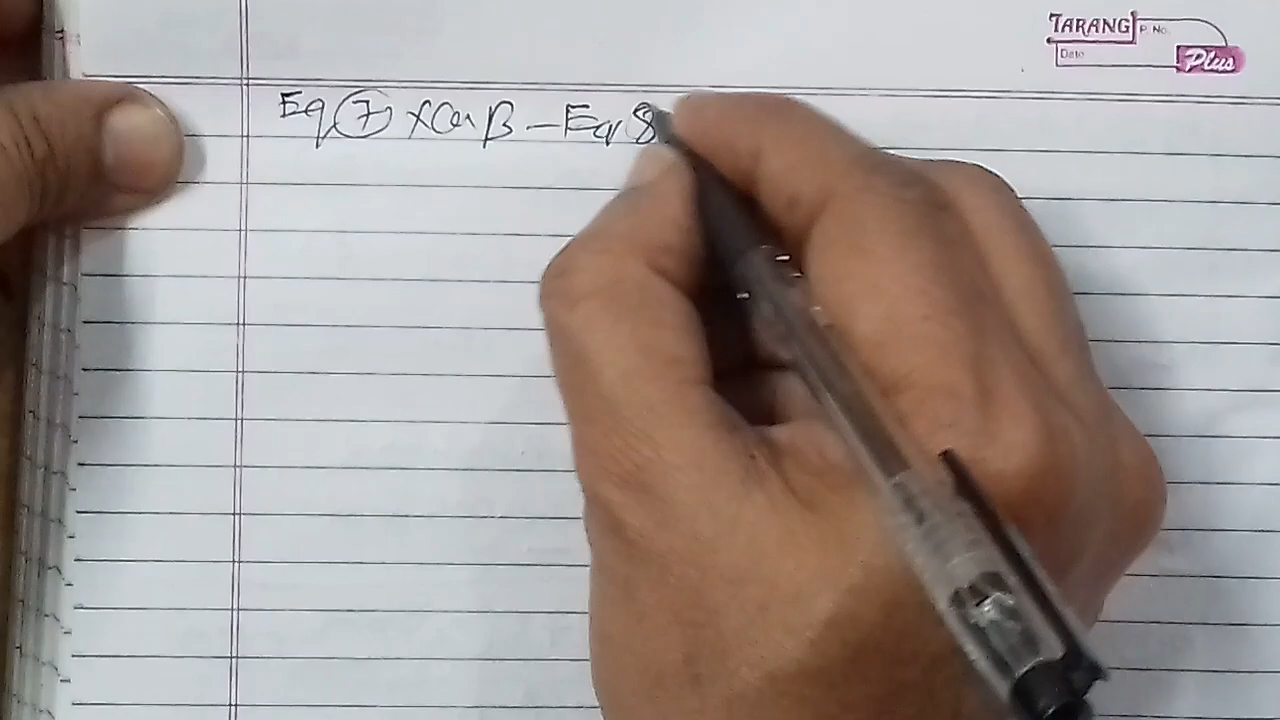 TARANG
P. No.
Date
Plus
Eq ⑦ × Cos β – Eq 8